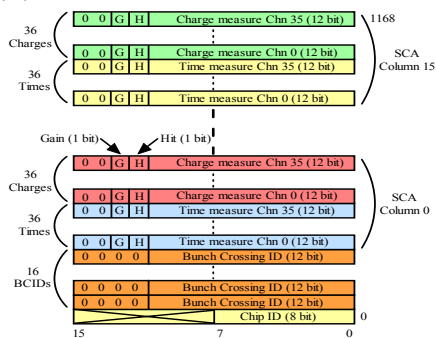 36
Charges
36
Times
0 0 G H Charge measure Chn 35 (12 bit) 1168
0 0 G H Charge measure Chn 0 (12 bit)
0 0 G H Time measure Chn 35 (12 bit)
0 0 G H Time measure Chn 0 (12 bit)
SCA
Column 15
Gain (1 bit) Hit (1 bit)
36
Charges
36
Times
16
BCIDs
0 0 G H Charge measure Chn 35 (12 bit)
0 0 G H Charge measure Chn 0 (12 bit)
0 0 G H Time measure Chn 35 (12 bit)
0 0 G H Time measure Chn 0 (12 bit)
SCA
Column 0
0 0 0 0 Bunch Crossing ID (12 bit)
0 0 0 0 Bunch Crossing ID (12 bit)
0 0 0 0 Bunch Crossing ID (12 bit)
Chip ID (8 bit) 0
15 7 0